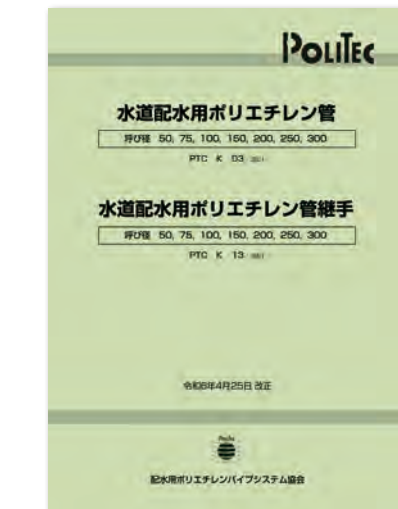 POLITEC
水道配水用ポリエチレン管
呼び径 50, 75, 100, 150, 200, 250, 300
PTC K 03
水道配水用ポリエチレン管継手
呼び径 50, 75, 100, 150, 200, 250, 300
PTC K 13
4月25日 改正
配水用ポリエチレンパイプシステム協会